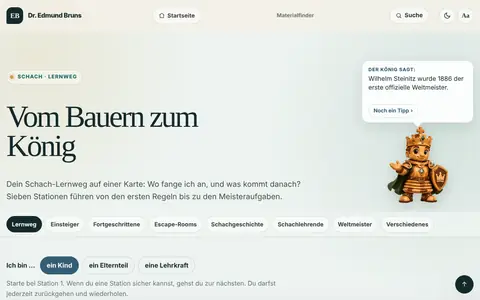 EB
Dr. Edmund Bruns
Startseite
Materialfinder
Suche
Aa
SCHACH · LERNWEG
DER KÖNIG SAGT:
Wilhelm Steinitz wurde 1886 der
erste offizielle Weltmeister.
Noch ein Tipp ›
Vom Bauern zum
König
Dein Schach-Lernweg auf einer Karte: Wo fange ich an, und was kommt danach?
Sieben Stationen führen von den ersten Regeln bis zu den Meisteraufgaben.
Lernweg
Einsteiger
Fortgeschrittene
Escape-Rooms
Schachgeschichte
Schachlehrende
Weltmeister
Verschiedenes
Ich bin ...
ein Kind
ein Elternteil
eine Lehrkraft
Starte bei Station 1. Wenn du eine Station sicher kannst, gehst du zur nächsten. Du darfst
jederzeit zurückgehen und wiederholen.